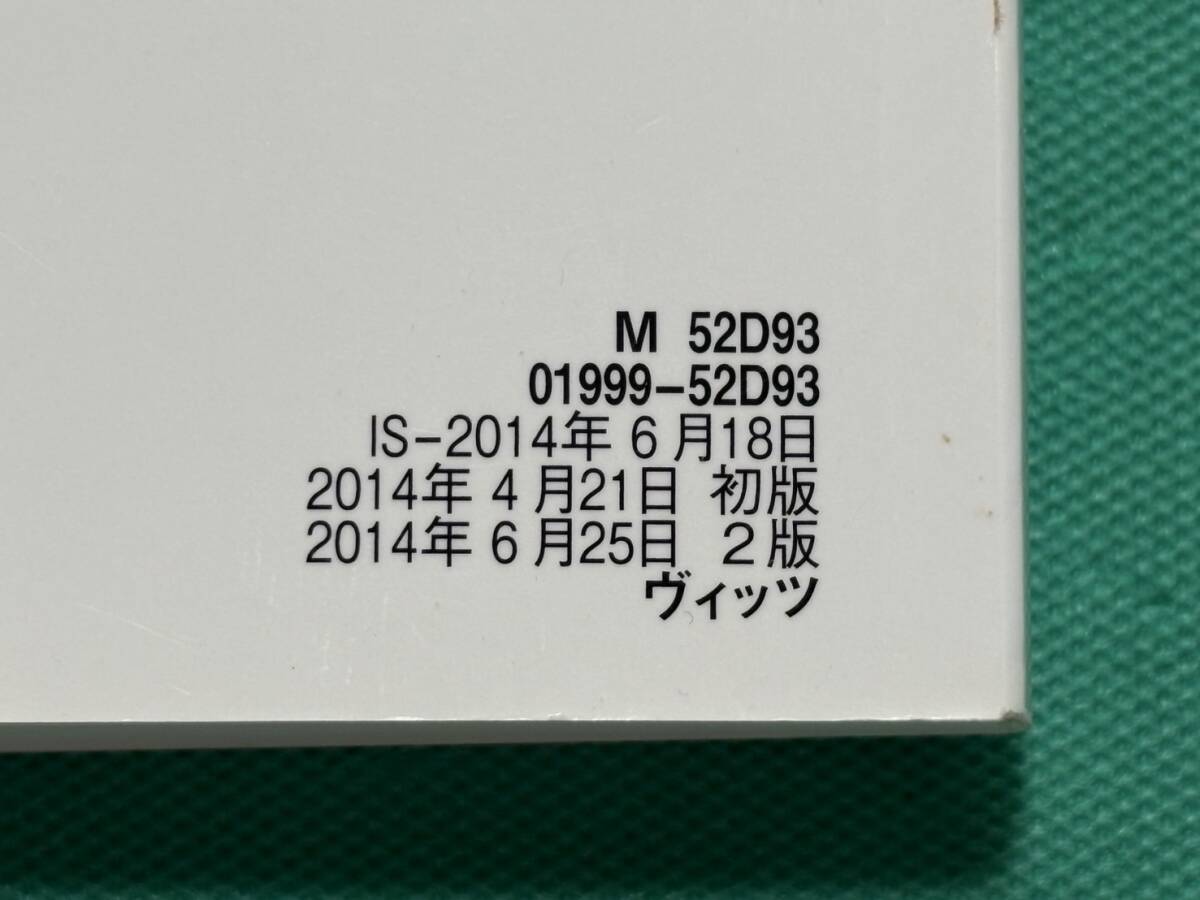 M 52D93
01999-52D93
IS-2014年 6 月18日
2014年 4 月21日 初版
2014年 6 月25日 2版
ヴィッツ